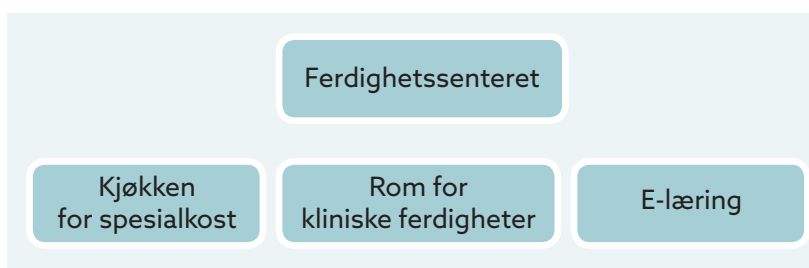 Ferdighetssenteret
Kjøkken
for spesialkost
Rom for
kliniske ferdigheter
E-læring